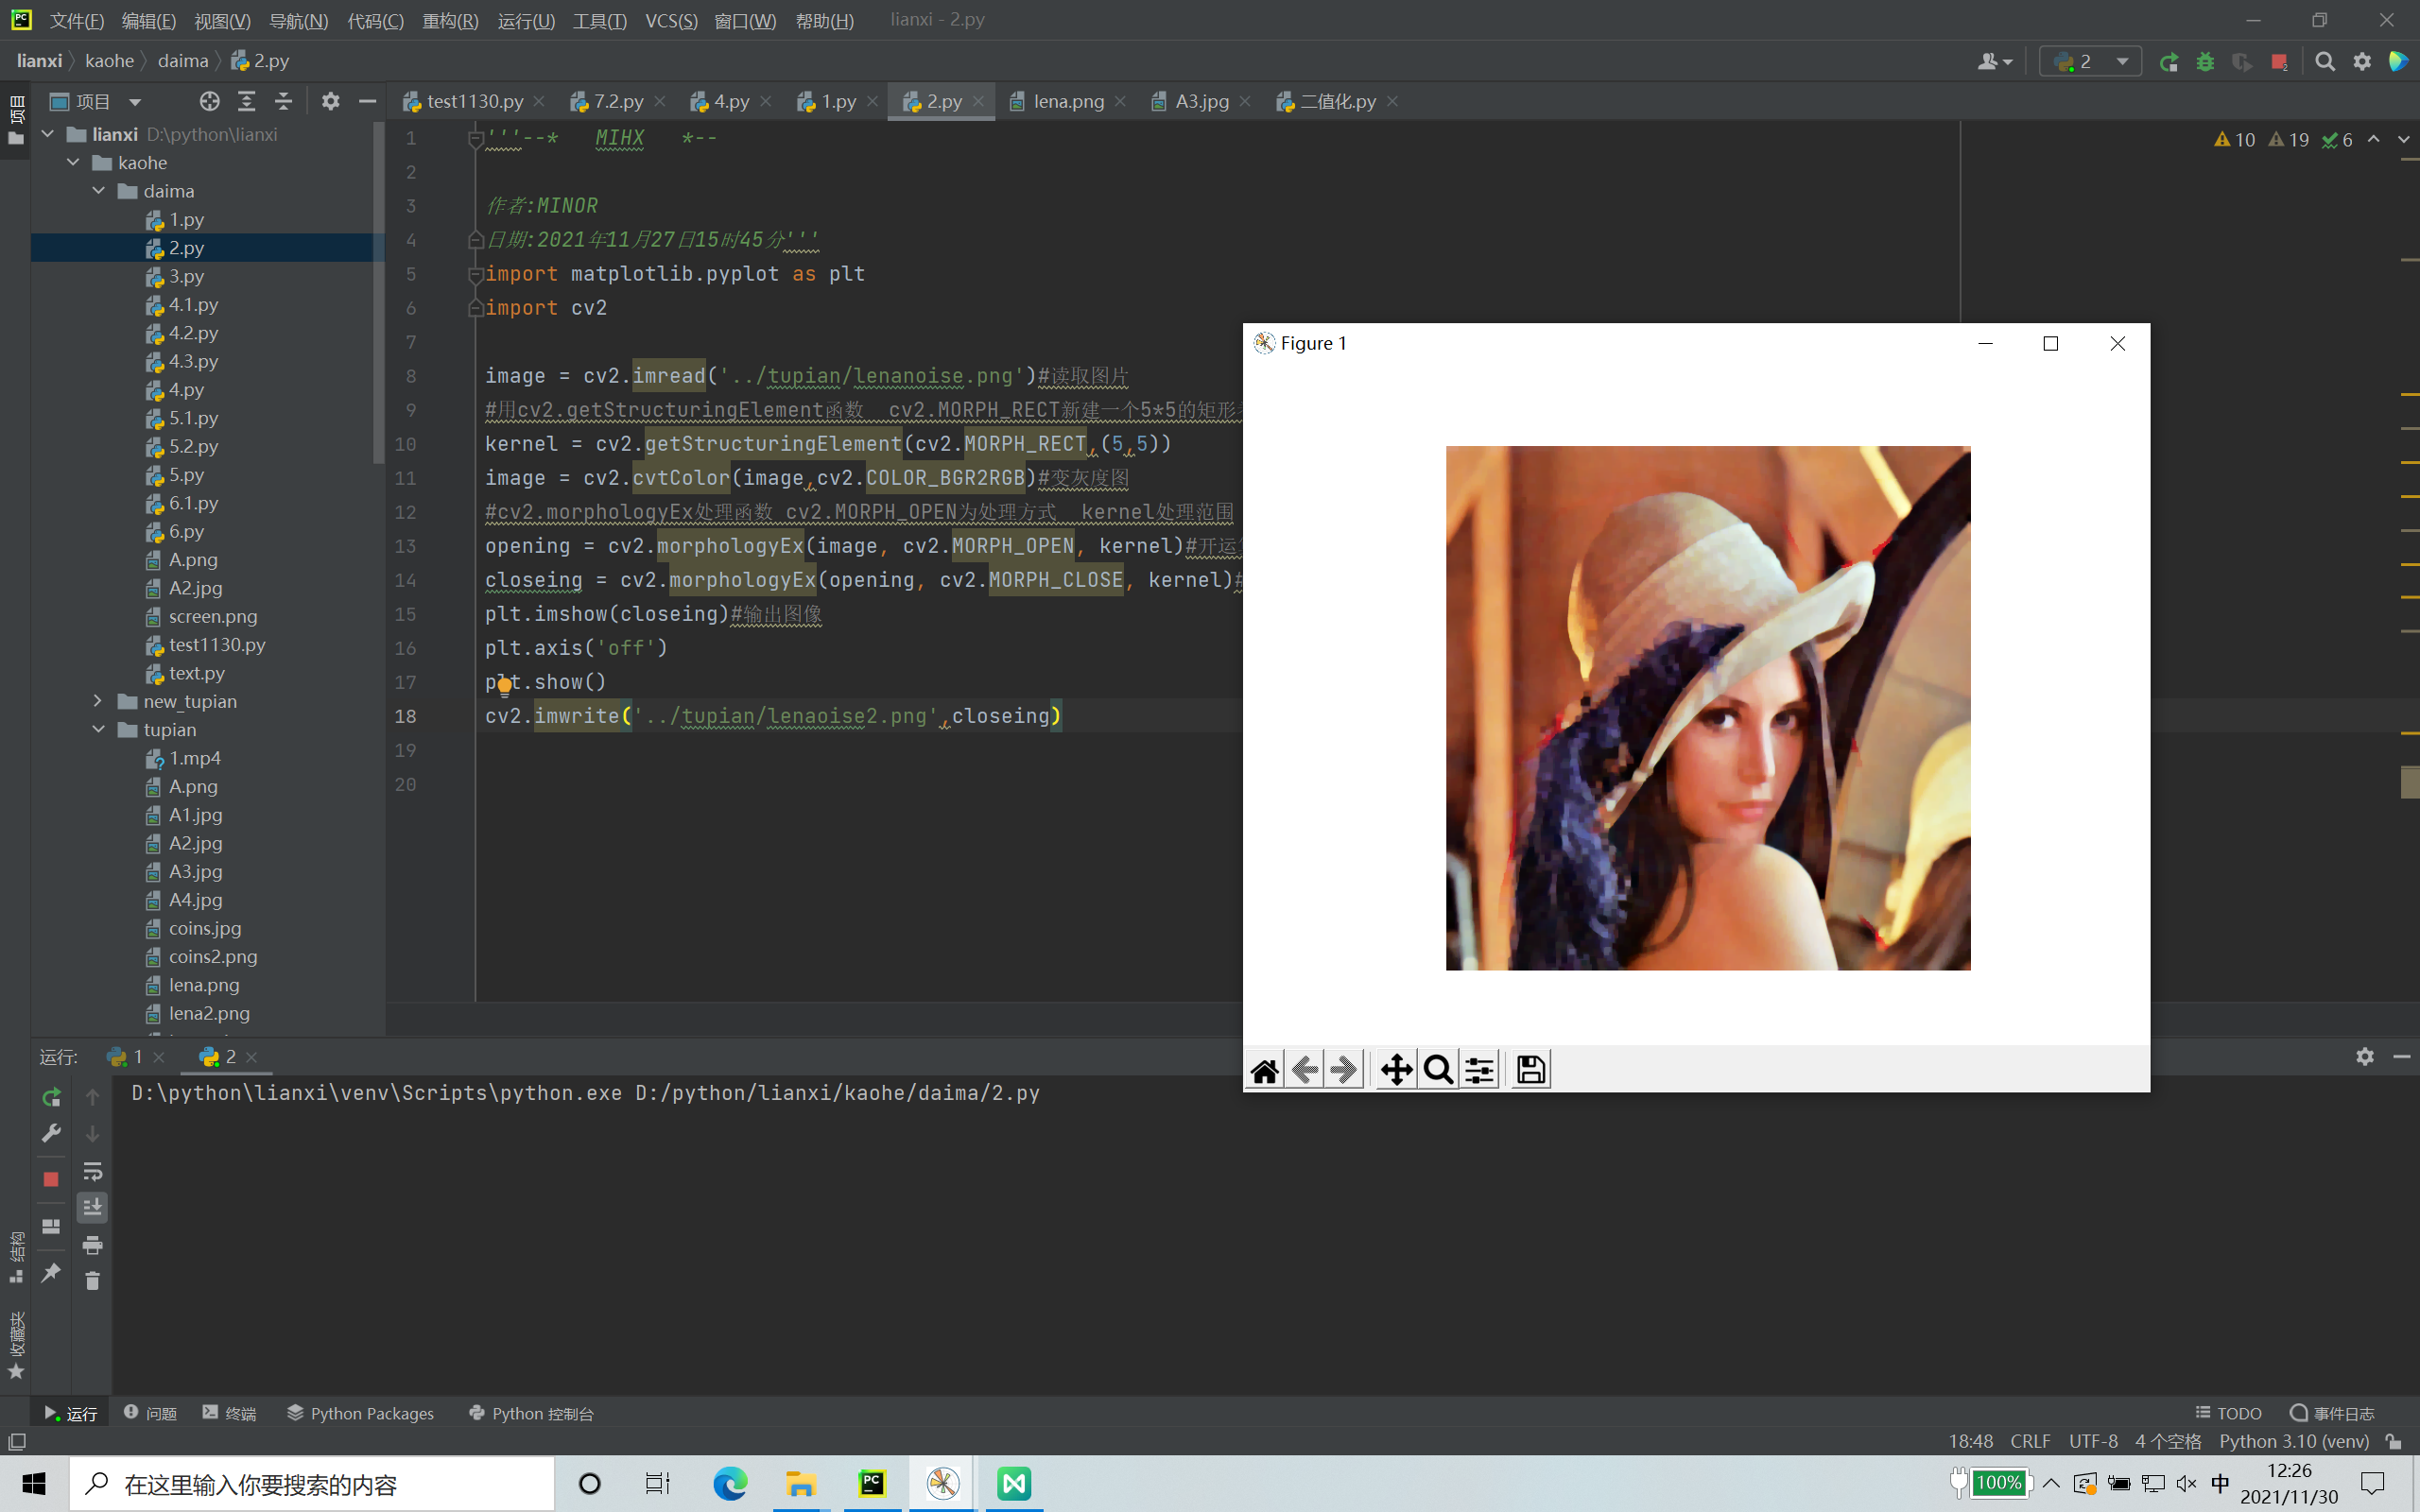 文件(F) 编辑(E) 视图(V) 导航(N) 代码(C) 重构(R) 运行(U) 工具(T) VCS(S) 窗口(W) 帮助(H) lianxi - 2.py
lianxi kaohe daima 2.py
2
项目
test1130.py 7.2.py 4.py 1.py 2.py lena.png A3.jpg 二值化.py
项目
lianxi D:\python\lianxi
kaohe
daima
1.py
2.py
3.py
4.1.py
4.2.py
4.3.py
4.py
5.1.py
5.2.py
5.py
6.1.py
6.py
A.png
A2.jpg
screen.png
test1130.py
text.py
new_tupian
tupian
1.mp4
A.png
A1.jpg
A2.jpg
A3.jpg
A4.jpg
coins.jpg
coins2.png
lena.png
lena2.png
10 19 6
1 '''--* MIHX *--
2
3 作者:MINOR
4 日期:2021年11月27日15时45分'''
5 import matplotlib.pyplot as plt
6 import cv2
7
8 image = cv2.imread('../tupian/lenanoise.png')#读取图片
9 #用cv2.getStructuringElement函数 cv2.MORPH_RECT新建一个5*5的矩形
10 kernel = cv2.getStructuringElement(cv2.MORPH_RECT,(5,5))
11 image = cv2.cvtColor(image,cv2.COLOR_BGR2RGB)#变灰度图
12 #cv2.morphologyEx处理函数 cv2.MORPH_OPEN为处理方式 kernel处理范围
13 opening = cv2.morphologyEx(image, cv2.MORPH_OPEN, kernel)#开运
14 closeing = cv2.morphologyEx(opening, cv2.MORPH_CLOSE, kernel)#
15 plt.imshow(closeing)#输出图像
16 plt.axis('off')
17 plt.show()
18 cv2.imwrite('../tupian/lenaoise2.png',closeing)
19
20
Figure 1
运行: 1 2
D:\python\lianxi\venv\Scripts\python.exe D:/python/lianxi/kaohe/daima/2.py
结构
收藏夹
运行 问题 终端 Python Packages Python 控制台 TODO 事件日志
18:48 CRLF UTF-8 4 个空格 Python 3.10 (venv)
在这里输入你要搜索的内容
100% 中 12:26
2021/11/30